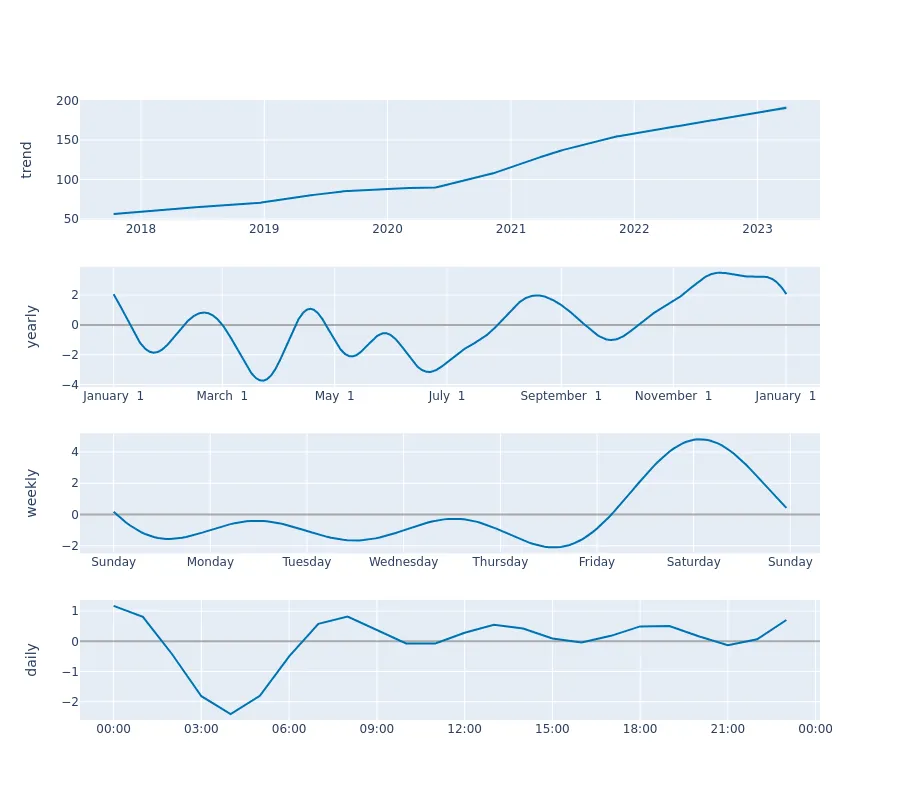 200
150
100
50
trend
2018 2019 2020 2021 2022 2023
2
0
−2
−4
yearly
January 1 March 1 May 1 July 1 September 1 November 1 January 1
4
2
0
−2
weekly
Sunday Monday Tuesday Wednesday Thursday Friday Saturday Sunday
1
0
−1
−2
daily
00:00 03:00 06:00 09:00 12:00 15:00 18:00 21:00 00:00